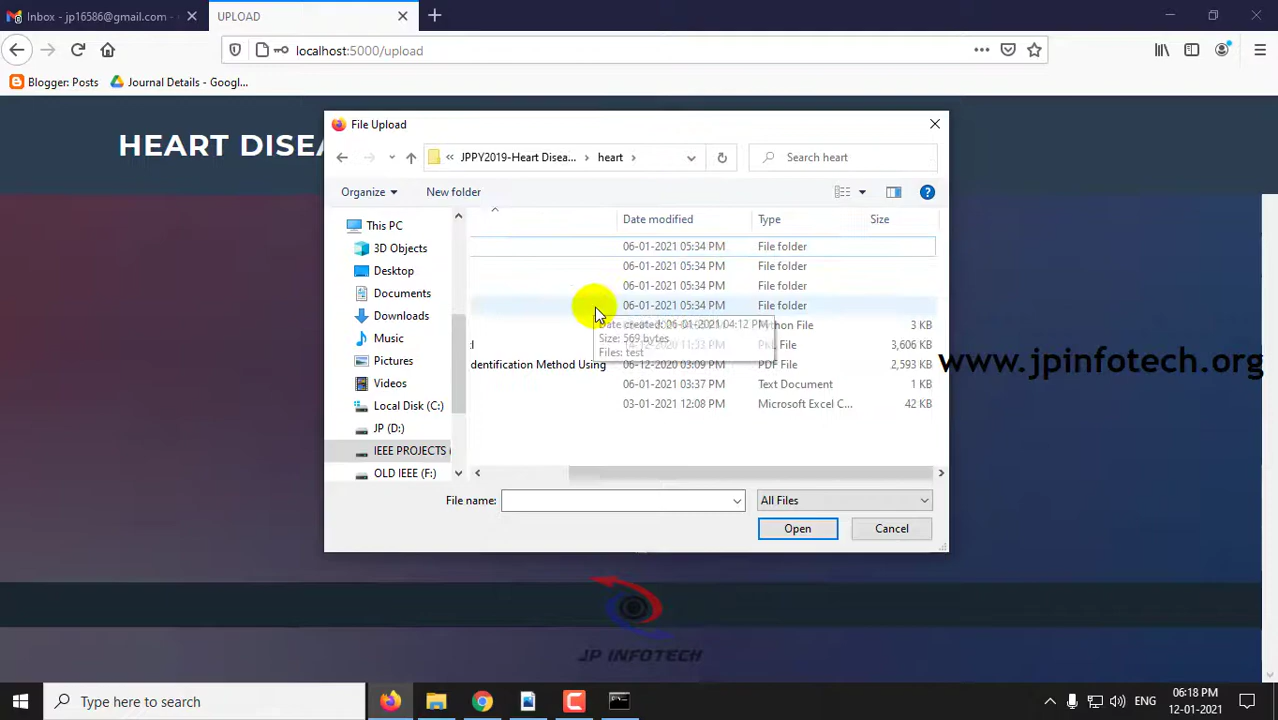 Inbox - jp16586@gmail.com -
UPLOAD
localhost:5000/upload
Blogger: Posts
Journal Details - Googl...
HEART DISEA
File Upload
« JPPY2019-Heart Disea... › heart ›
Search heart
Organize
New folder
Date modified
Type
Size
This PC
3D Objects
Desktop
Documents
Downloads
Music
Pictures
Videos
Local Disk (C:)
JP (D:)
IEEE PROJECTS (
OLD IEEE (F:)
06-01-2021 05:34 PM File folder
06-01-2021 05:34 PM File folder
06-01-2021 05:34 PM File folder
06-01-2021 05:34 PM File folder
Date created: 06-01-2021 04:12 PM
Size: 569 bytes
Files: test
thon File 3 KB
File 3,606 KB
dentification Method Using 06-12-2020 03:09 PM PDF File 2,593 KB
06-01-2021 03:37 PM Text Document 1 KB
03-01-2021 12:08 PM Microsoft Excel C... 42 KB
www.jpinfotech.org
File name:
All Files
Open
Cancel
JP INFOTECH
Type here to search
ENG
06:18 PM
12-01-2021